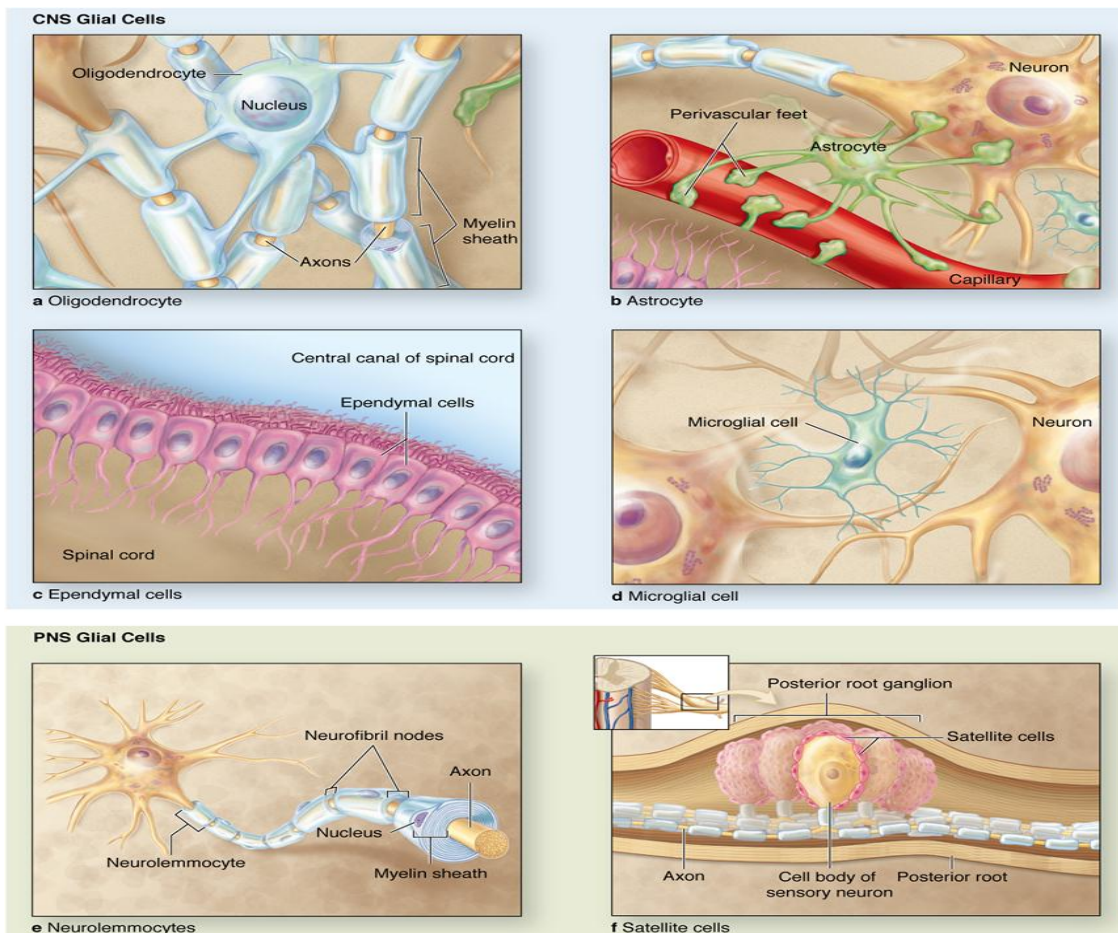 CNS Glial Cells
Oligodendrocyte
Nucleus
Axons
Myelin
sheath
a Oligodendrocyte
Neuron
Perivascular feet
Astrocyte
Capillary
b Astrocyte
Central canal of spinal cord
Ependymal cells
Spinal cord
c Ependymal cells
Microglial cell
Neuron
d Microglial cell
PNS Glial Cells
Neurofibril nodes
Axon
Nucleus
Neurolemmocyte
Myelin sheath
e Neurolemmocytes
Posterior root ganglion
Satellite cells
Axon
Cell body of
sensory neuron
Posterior root
f Satellite cells